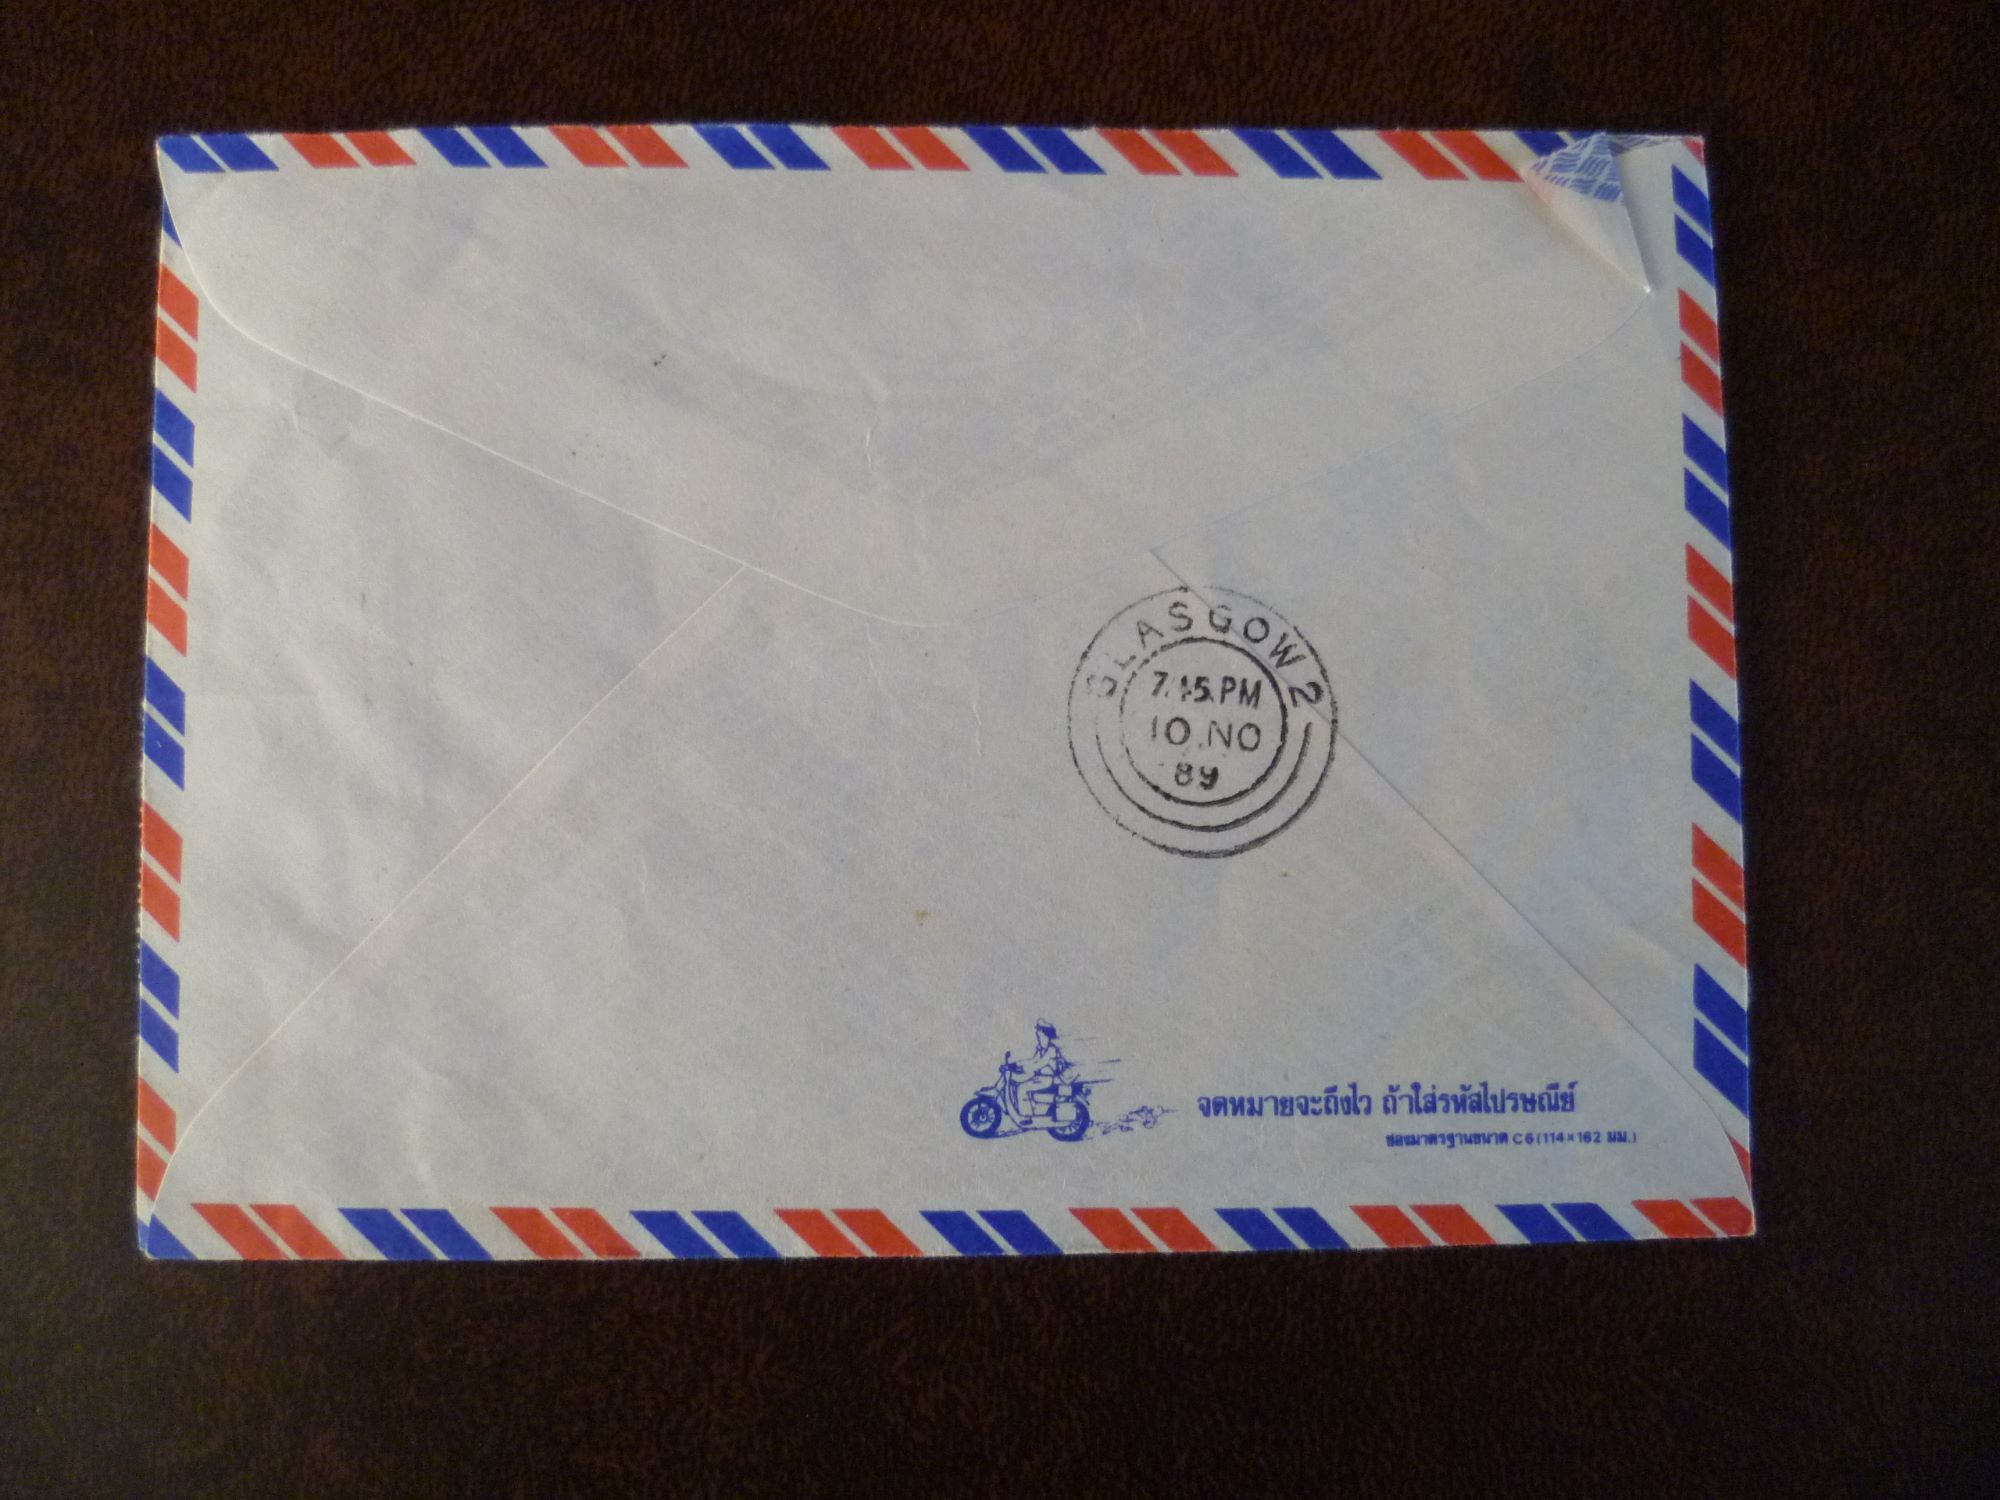 GLASGOW 2
7.45.PM
10.NO
89
จดหมายจะถึงไว ถ้าใส่รหัสไปรษณีย์
ซองมาตรฐานขนาด C6 (114×162 มม.)